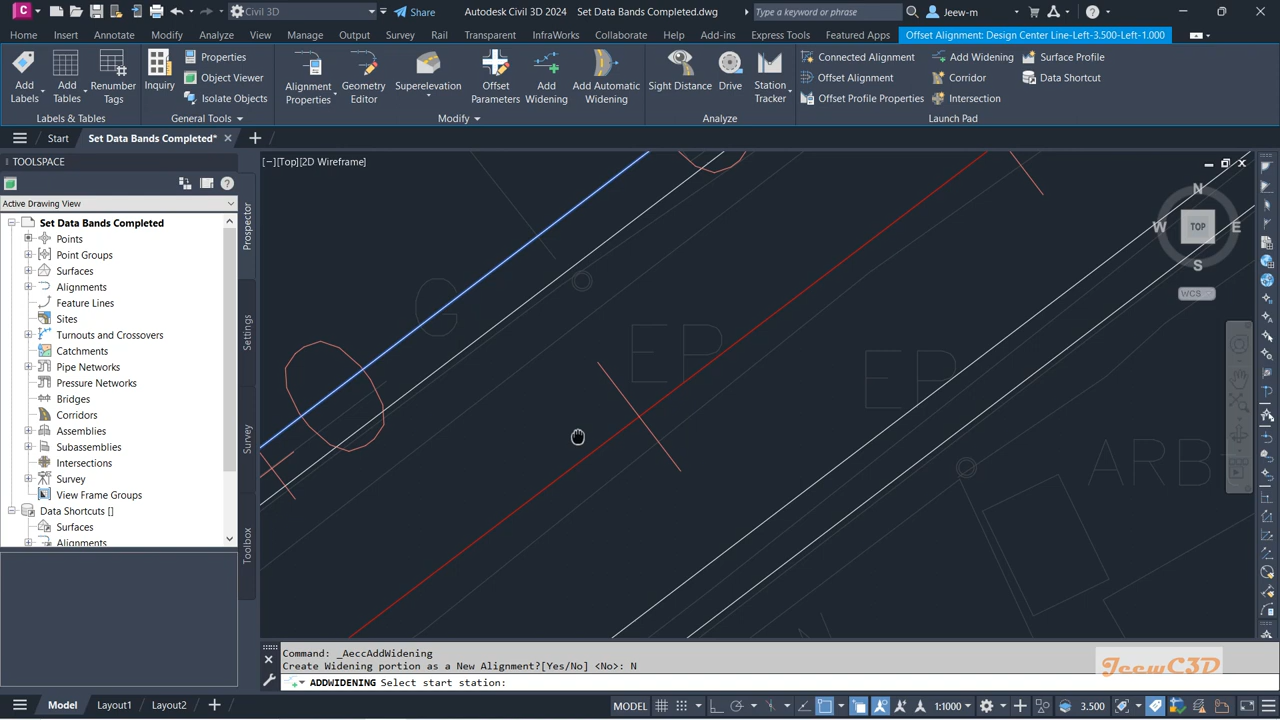 Civil 3D
Share
Autodesk Civil 3D 2024 Set Data Bands Completed.dwg
Type a keyword or phrase
Jeew-m
Home Insert Annotate Modify Analyze View Manage Output Survey Rail Transparent InfraWorks Collaborate Help Add-ins Express Tools Featured Apps Offset Alignment: Design Center Line-Left-3.500-Left-1.000
Add Labels
Add Tables
Renumber Tags
Labels & Tables
Inquiry
Properties
Object Viewer
Isolate Objects
General Tools
Alignment Properties
Geometry Editor
Superelevation
Offset Parameters
Add Widening
Add Automatic Widening
Modify
Sight Distance
Drive
Station Tracker
Analyze
Connected Alignment
Offset Alignment
Offset Profile Properties
Add Widening
Corridor
Intersection
Surface Profile
Data Shortcut
Launch Pad
Start
Set Data Bands Completed*
TOOLSPACE
Active Drawing View
Set Data Bands Completed
Points
Point Groups
Surfaces
Alignments
Feature Lines
Sites
Turnouts and Crossovers
Catchments
Pipe Networks
Pressure Networks
Bridges
Corridors
Assemblies
Subassemblies
Intersections
Survey
View Frame Groups
Data Shortcuts []
Surfaces
Alignments
Prospector
Settings
Survey
Toolbox
[−][Top][2D Wireframe]
G
EP
EP
ARB
N
W TOP E
S
WCS
Command: _AeccAddWidening
Create Widening portion as a New Alignment?[Yes/No] <No>: N
ADDWIDENING Select start station:
JeewC3D
Model Layout1 Layout2
MODEL
1:1000
3.500